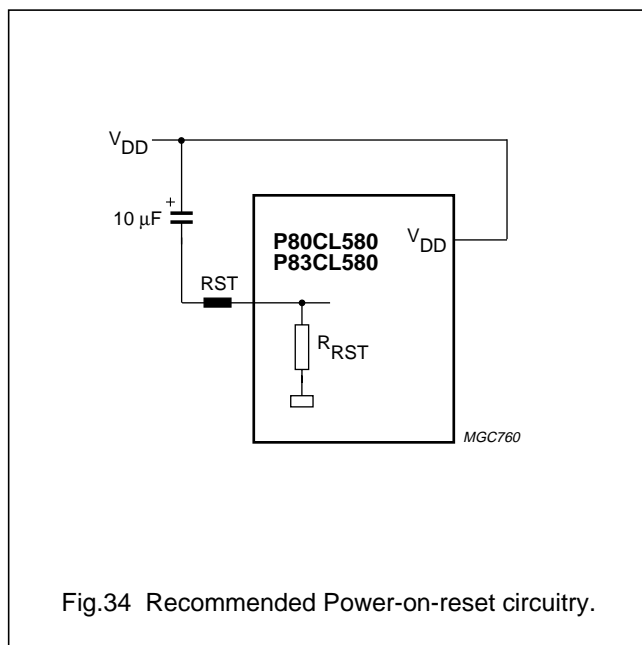 V_DD
10 μF
+
P80CL580
P83CL580
V_DD
RST
R_RST
MGC760
Fig.34 Recommended Power-on-reset circuitry.